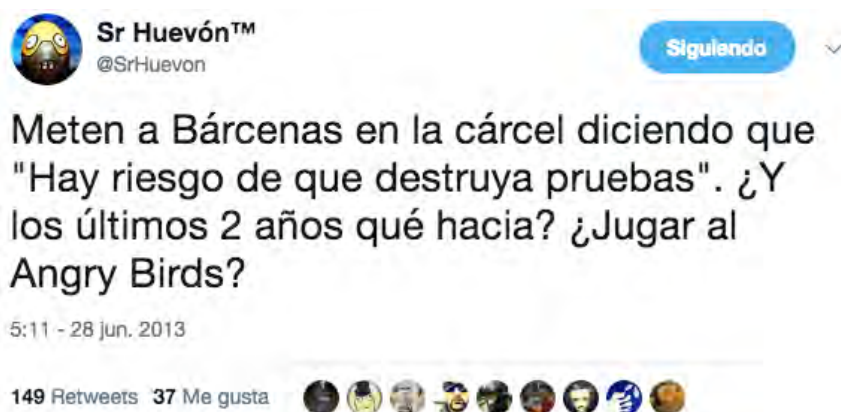 Sr Huevón™
@SrHuevon
Siguiendo
Meten a Bárcenas en la cárcel diciendo que
"Hay riesgo de que destruya pruebas". ¿Y
los últimos 2 años qué hacia? ¿Jugar al
Angry Birds?
5:11 - 28 jun. 2013
149 Retweets 37 Me gusta